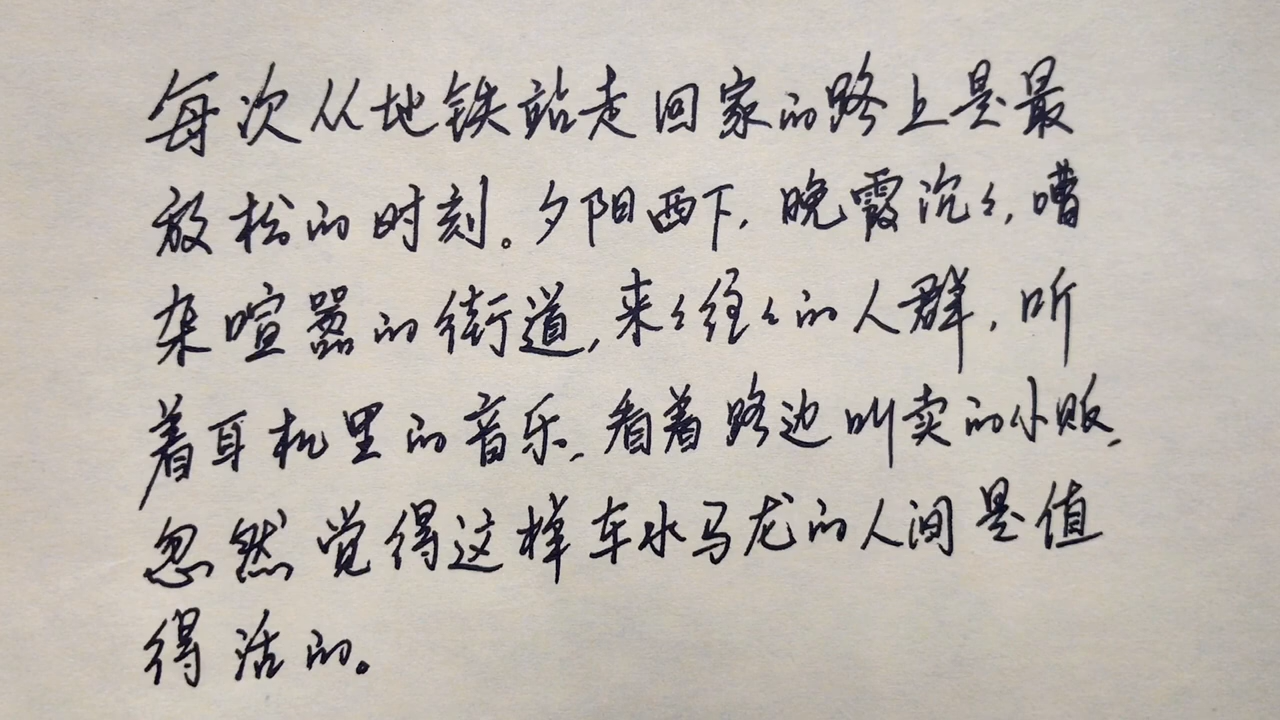 每次从地铁站走回家的路上是最
放松的时刻。夕阳西下,晚霞沉々,嘈
杂喧嚣的街道,来々往々的人群,听
着耳机里的音乐,看着路边叫卖的小贩,
忽然觉得这样车水马龙的人间是值
得活的。